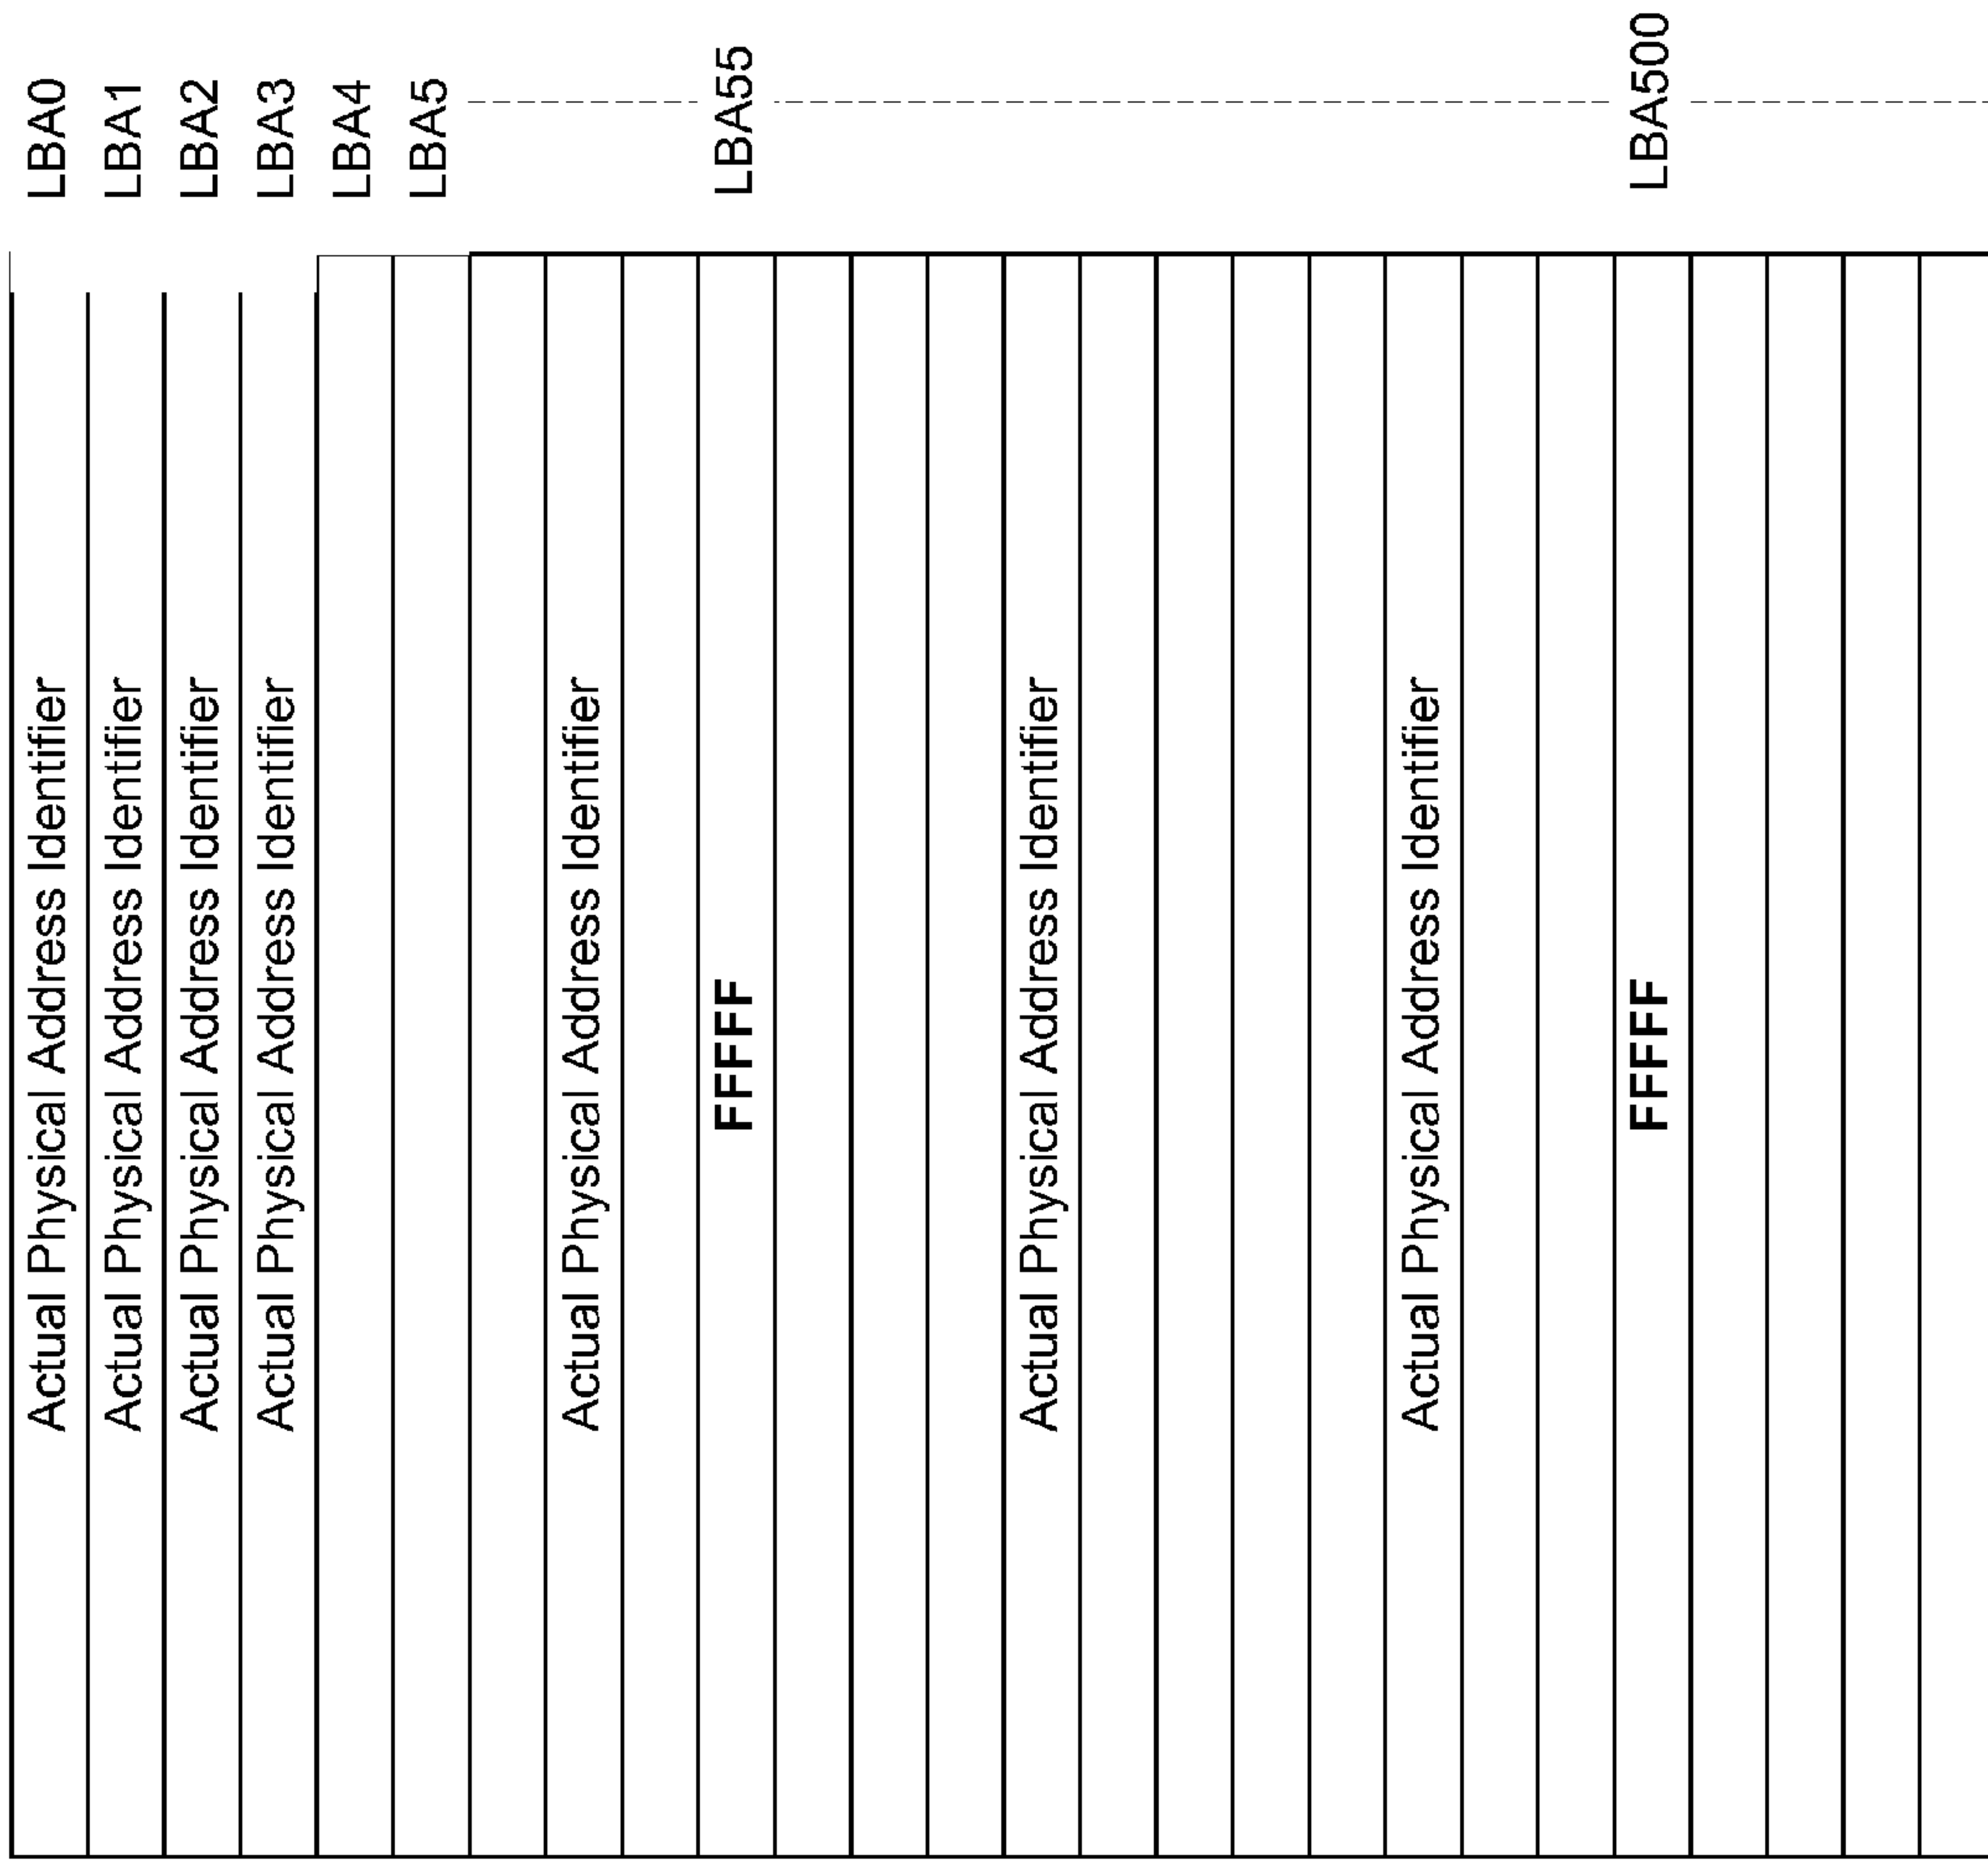 LBA0
Actual Physical Address Identifier
LBA1
Actual Physical Address Identifier
LBA2
Actual Physical Address Identifier
LBA3
Actual Physical Address Identifier
LBA4
LBA5
Actual Physical Address Identifier
LBA55
FFFFF
Actual Physical Address Identifier
Actual Physical Address Identifier
LBA500
FFFFF